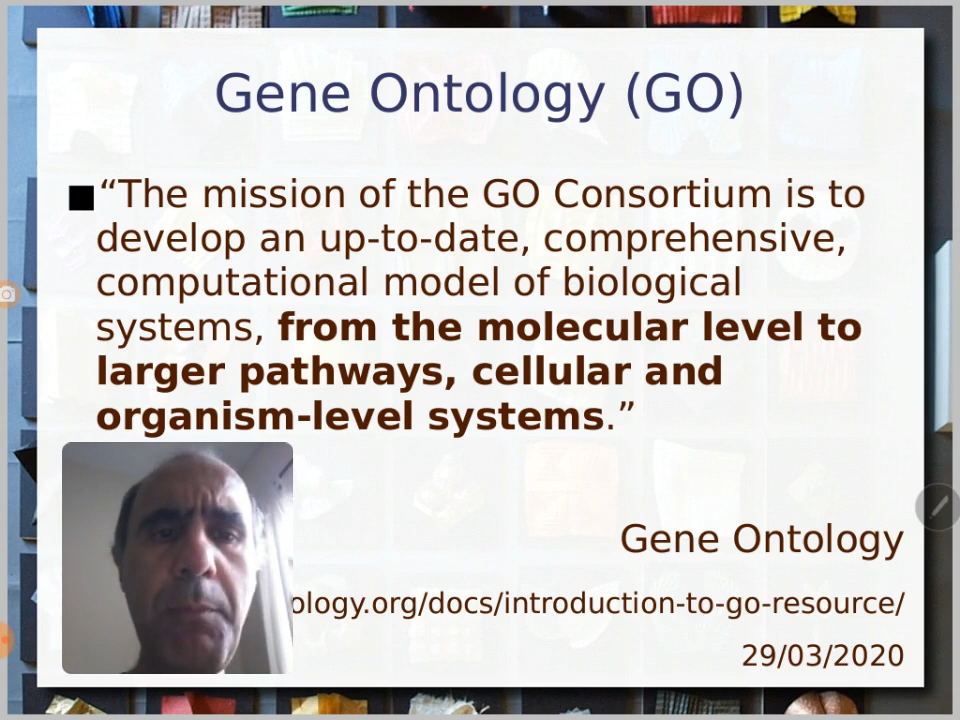 Gene Ontology (GO)
“The mission of the GO Consortium is to
develop an up-to-date, comprehensive,
computational model of biological
systems, from the molecular level to
larger pathways, cellular and
organism-level systems.”
Gene Ontology
ology.org/docs/introduction-to-go-resource/
29/03/2020